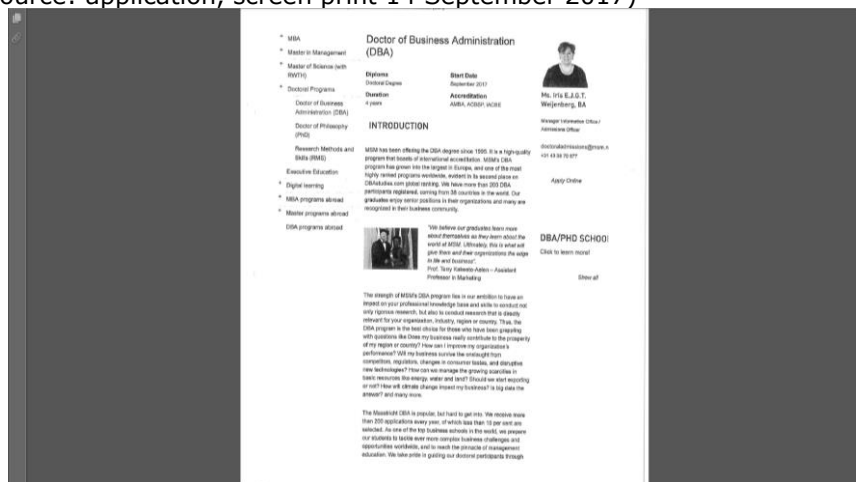 ource: application, screen print 14 September 2017)
MBA
Master in Management
Master of Science (with
RWTH)
Doctoral Programs
Doctor of Business
Administration (DBA)
Doctor of Philosophy
(PhD)
Research Methods and
Skills (RMS)
Executive Education
Digital learning
MBA programs abroad
Master programs abroad
DBA programs abroad
Doctor of Business Administration
(DBA)
Diploma
Doctoral Degree
Start Date
September 2017
Duration
4 years
Accreditation
AMBA, ACBSP, IACBE
INTRODUCTION
MSM has been offering the DBA degree since 1996. It is a high-quality
program that boasts of international accreditation. MSM's DBA
program has grown into the largest in Europe, and one of the most
highly ranked programs worldwide, evident in its second place on
DBAstudies.com global ranking. We have more than 200 DBA
participants registered, coming from 38 countries in the world. Our
graduates enjoy senior positions in their organizations and many are
recognized in their business community.
"We believe our graduates learn more
about themselves as they learn about the
world of MSM. Ultimately, this is what will
give them and their organizations the edge
in life and business".
Prof. Terry – Assistant
Professor in Marketing
The strength of MSM's DBA program lies in our ambition to have an
impact on your professional knowledge base and skills to conduct not
only rigorous research, but also to conduct research that is directly
relevant for your organization, industry, region or country. Thus, the
DBA program is the best choice for those who have been grappling
with questions like Does my business really contribute to the prosperity
of my region or country? How can I improve my organization's
performance? Will my business survive the onslaught from
competitors, regulators, changes in consumer tastes, and disruptive
new technologies? How can we manage the growing scarcities in
basic resources like energy, water and land? Should we start exporting
or not? How will climate change impact my business? Is big data the
answer? and many more.
The Maastricht DBA is popular, but hard to get into. We receive more
than 200 applications every year, of which less than 10 per cent are
selected. As one of the top business schools in the world, we prepare
our students to tackle ever more complex business challenges and
opportunities worldwide, and to reach the pinnacle of management
education. We take pride in guiding our doctoral participants through
Ms. Iris E.J.G.T.
Weijenberg, BA
Manager Information Office /
Admissions Officer
doctoraladmissions@msm.n
+31 43 38 70 877
Apply Online
DBA/PHD SCHOO
Click to learn more!
Show all